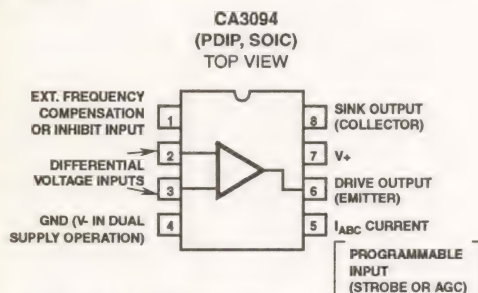 CA3094
(PDIP, SOIC)
TOP VIEW
EXT. FREQUENCY
COMPENSATION
OR INHIBIT INPUT
1
DIFFERENTIAL
VOLTAGE INPUTS
2
3
GND (V- IN DUAL
SUPPLY OPERATION)
4
8
SINK OUTPUT
(COLLECTOR)
7
V+
6
DRIVE OUTPUT
(EMITTER)
5
IABC CURRENT
PROGRAMMABLE
INPUT
(STROBE OR AGC)